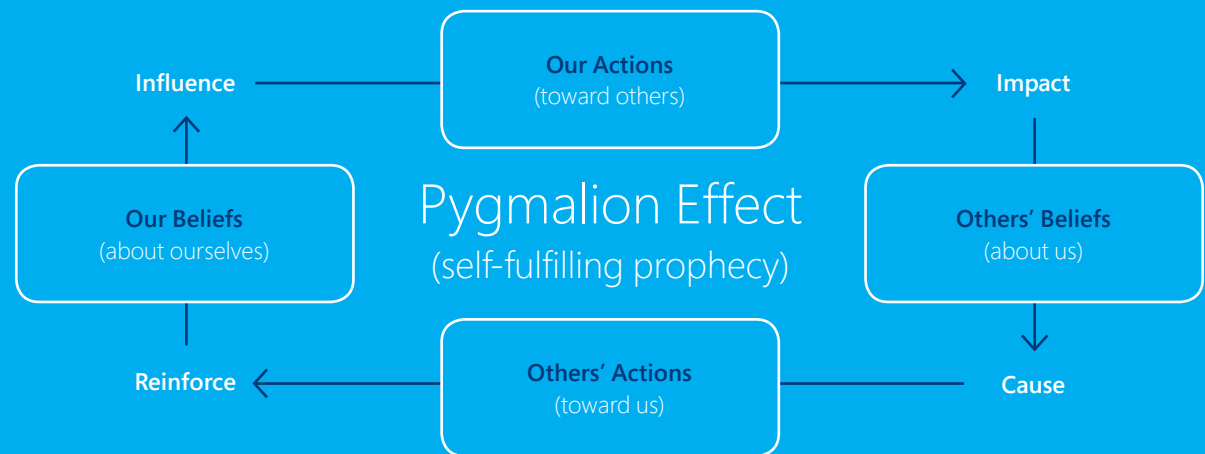 Our Actions
(toward others)
Influence
Impact
Pygmalion Effect
(self-fulfilling prophecy)
Our Beliefs
(about ourselves)
Others’ Beliefs
(about us)
Others’ Actions
(toward us)
Reinforce
Cause